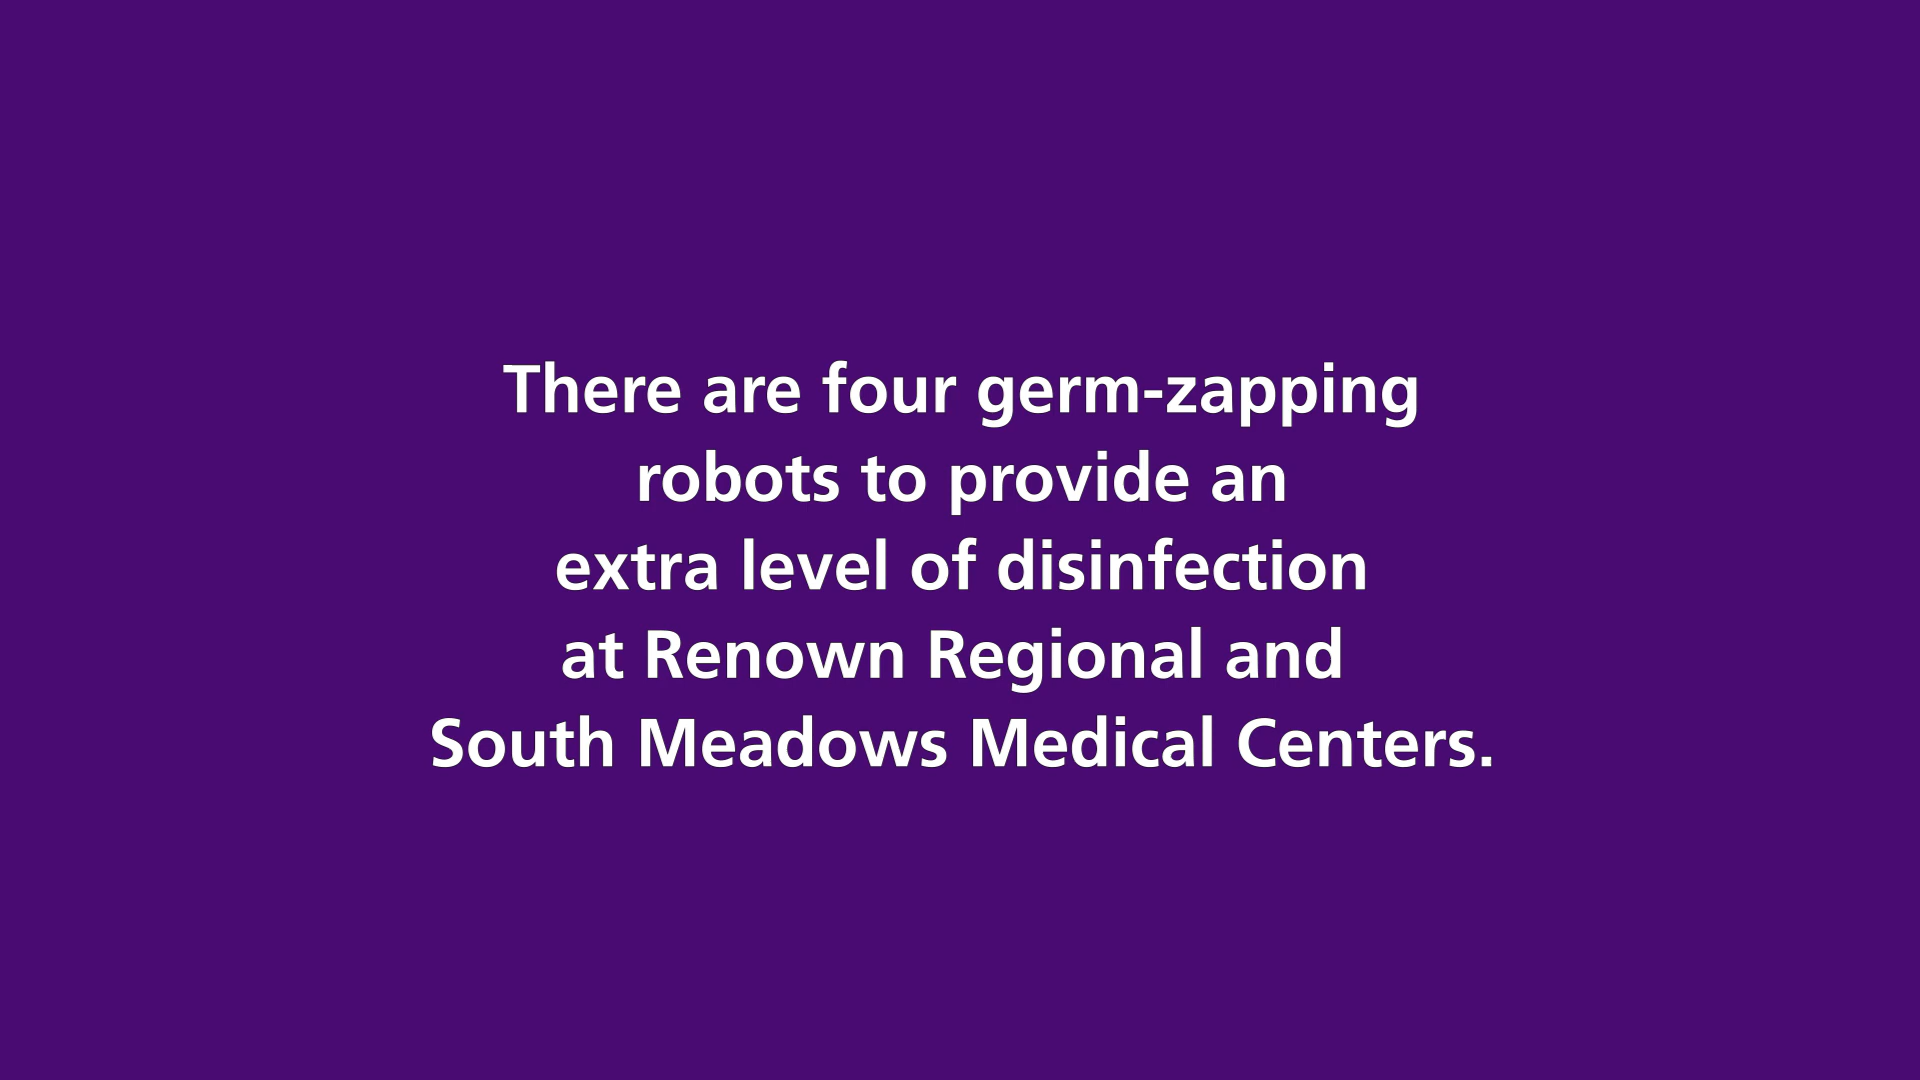 There are four germ-zapping
robots to provide an
extra level of disinfection
at Renown Regional and
South Meadows Medical Centers.